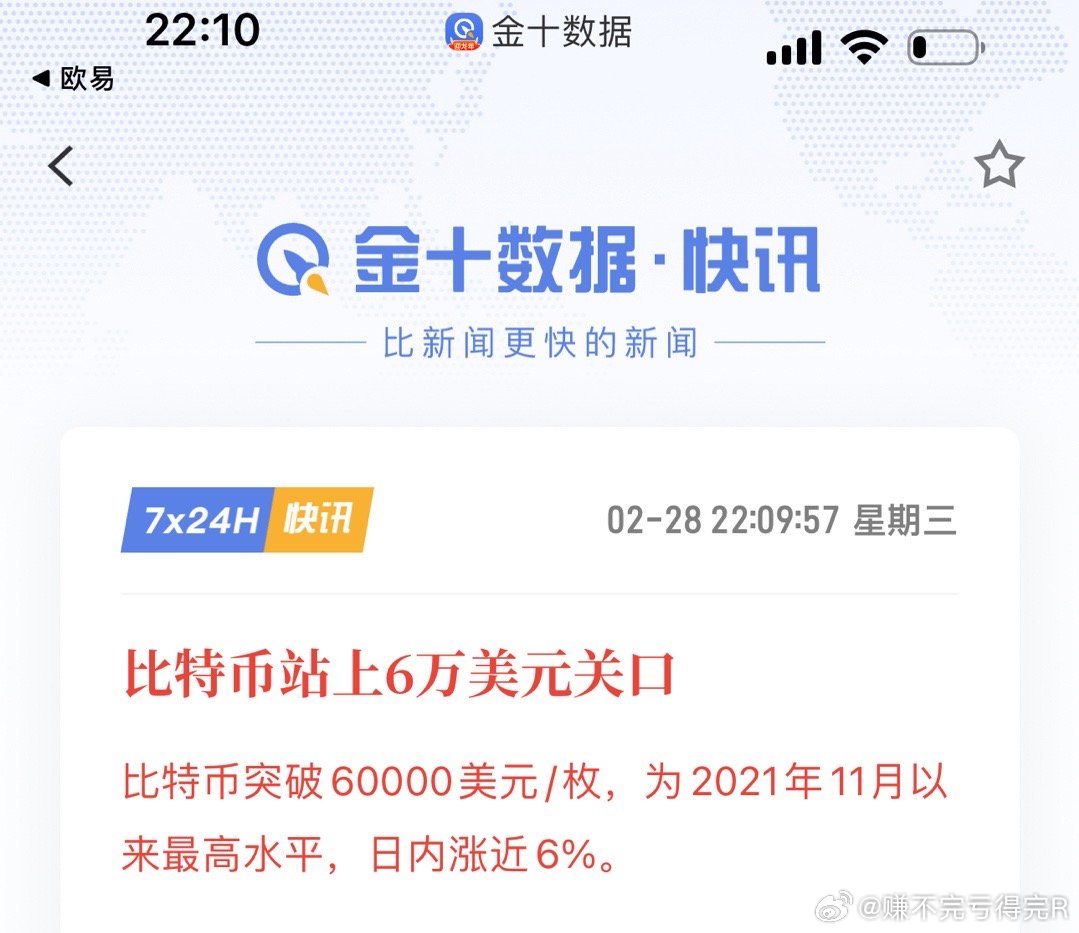 22:10
金十数据
欧易
金十数据·快讯
比新闻更快的新闻
7x24H 快讯
02-28 22:09:57 星期三
比特币站上6万美元关口
比特币突破60000美元/枚，为2021年11月以
来最高水平，日内涨近6%。
@赚不完亏得完R